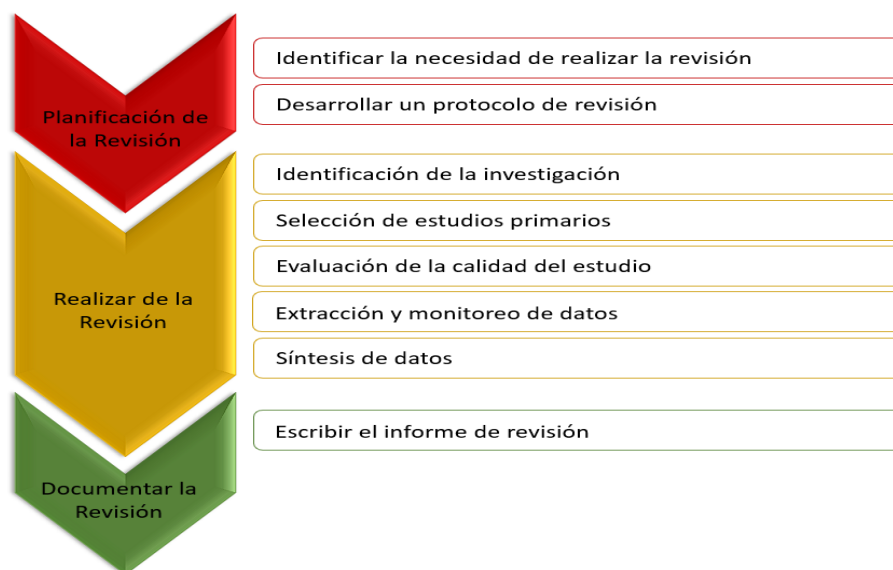 Planificación de
la Revisión
Identificar la necesidad de realizar la revisión
Desarrollar un protocolo de revisión
Realizar de la
Revisión
Identificación de la investigación
Selección de estudios primarios
Evaluación de la calidad del estudio
Extracción y monitoreo de datos
Síntesis de datos
Documentar la
Revisión
Escribir el informe de revisión